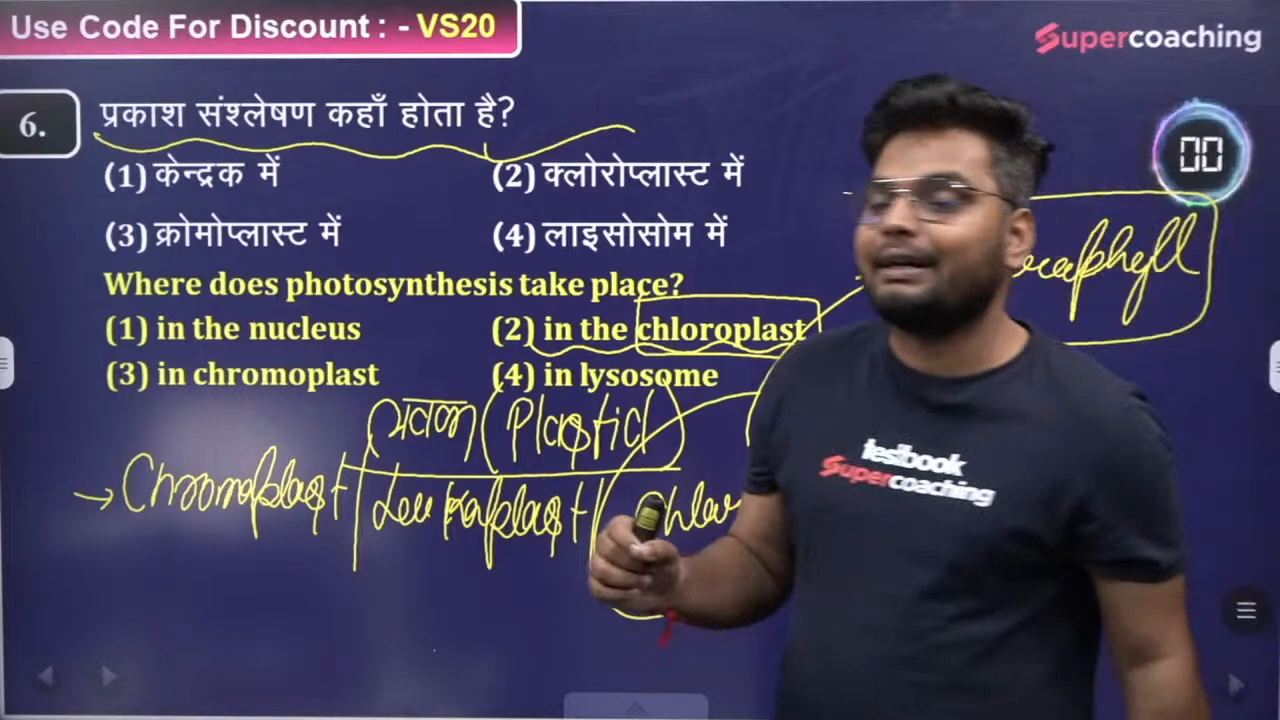 Use Code For Discount : - VS20
Supercoaching
6.
प्रकाश संश्लेषण कहाँ होता है?
00
(1) केन्द्रक में
(2) क्लोरोप्लास्ट में
(3) क्रोमोप्लास्ट में
(4) लाइसोसोम में
Where does photosynthesis take place?
(1) in the nucleus
(2) in the chloroplast
(3) in chromoplast
(4) in lysosome
लवक (Plastid)
Chromoplast
Leukoplast
testbook
Supercoaching